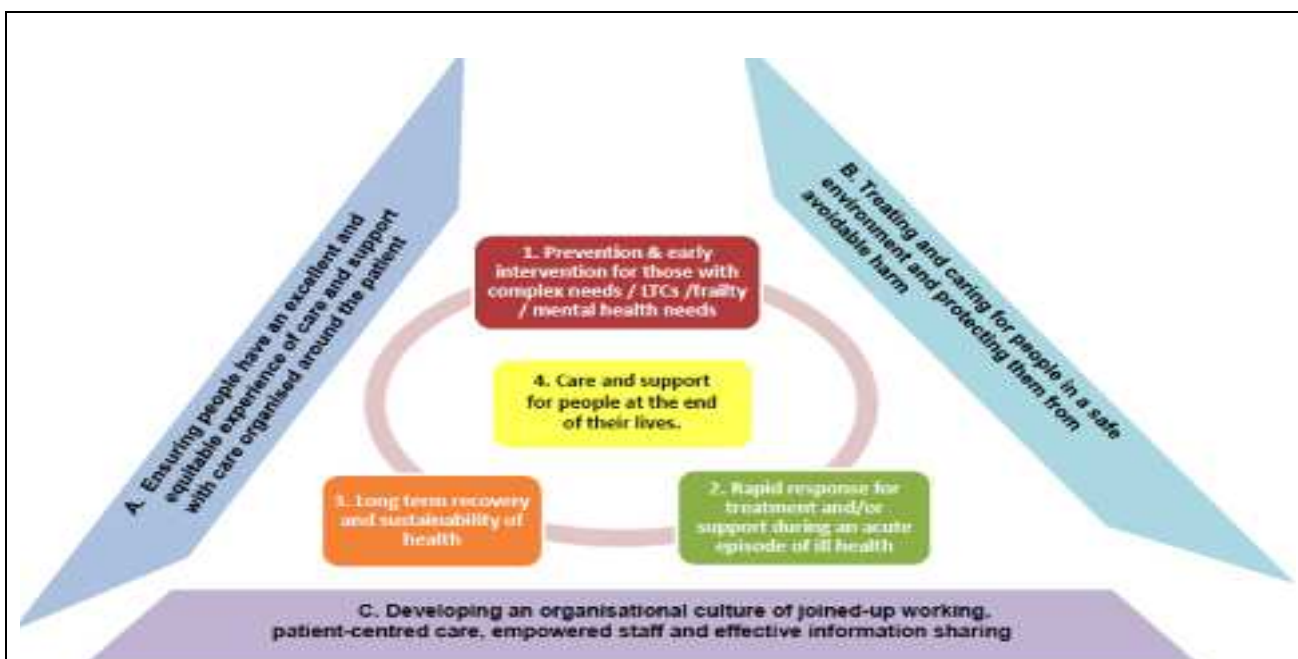 A. Ensuring people have an excellent and
equitable experience of care and support
with care organised around the patient
B. Treating and caring for people in a safe
environment and protecting them from
avoidable harm
1. Prevention & early
intervention for those with
complex needs / LTCs /frailty
/ mental health needs
4. Care and support
for people at the end
of their lives.
3. Long term recovery
and sustainability of
health
2. Rapid response for
treatment and/or
support during an acute
episode of ill health
C. Developing an organisational culture of joined-up working,
patient-centred care, empowered staff and effective information sharing